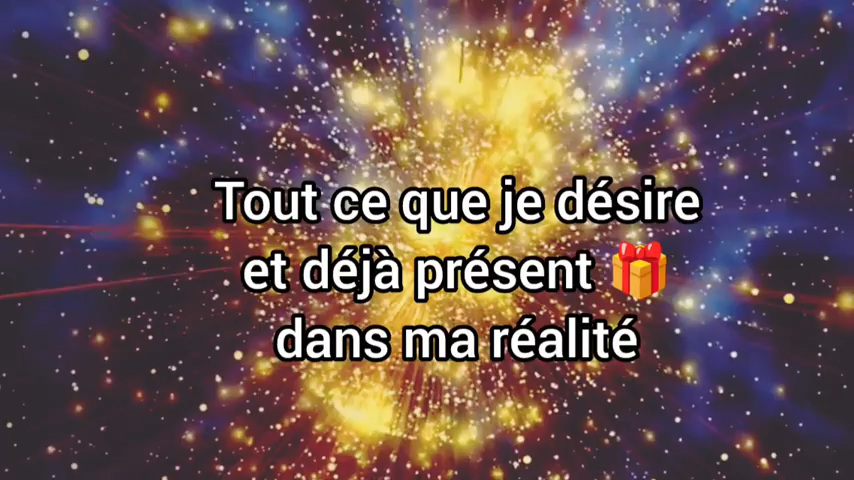 Tout ce que je désire
et déjà présent 🎁
dans ma réalité